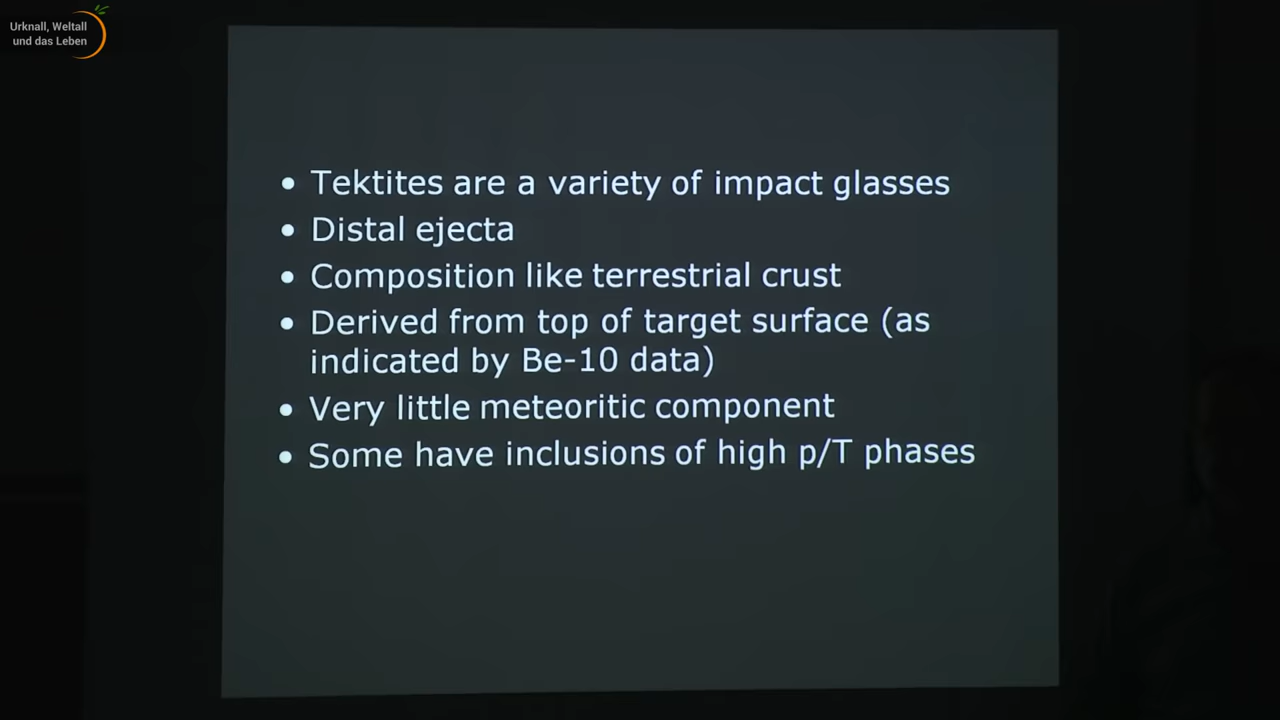 Urknall, Weltall
und das Leben
• Tektites are a variety of impact glasses
• Distal ejecta
• Composition like terrestrial crust
• Derived from top of target surface (as
indicated by Be-10 data)
• Very little meteoritic component
• Some have inclusions of high p/T phases